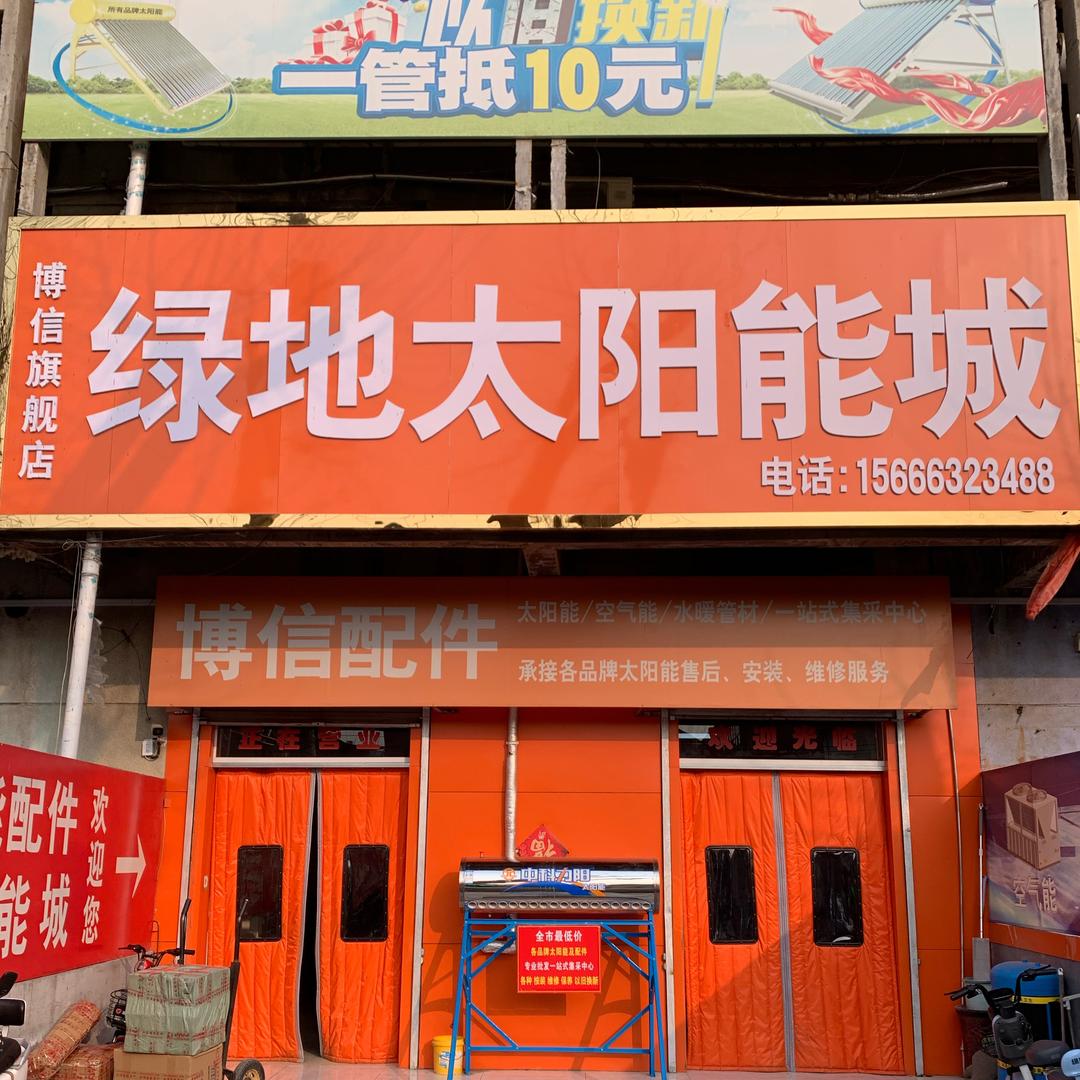 所有品牌太阳能
以旧换新
一管抵10元
博信旗舰店
绿地太阳能城
电话:15666323488
博信配件
太阳能/空气能/水暖管材/一站式集采中心
承接各品牌太阳能售后、安装、维修服务
正在营业
欢迎光临
能配件
能城
欢迎您
福
太阳能
全市最低价
各品牌太阳能及配件
专业批发一站式集采中心
各种 安装 维修 保养 以旧换新
空气能